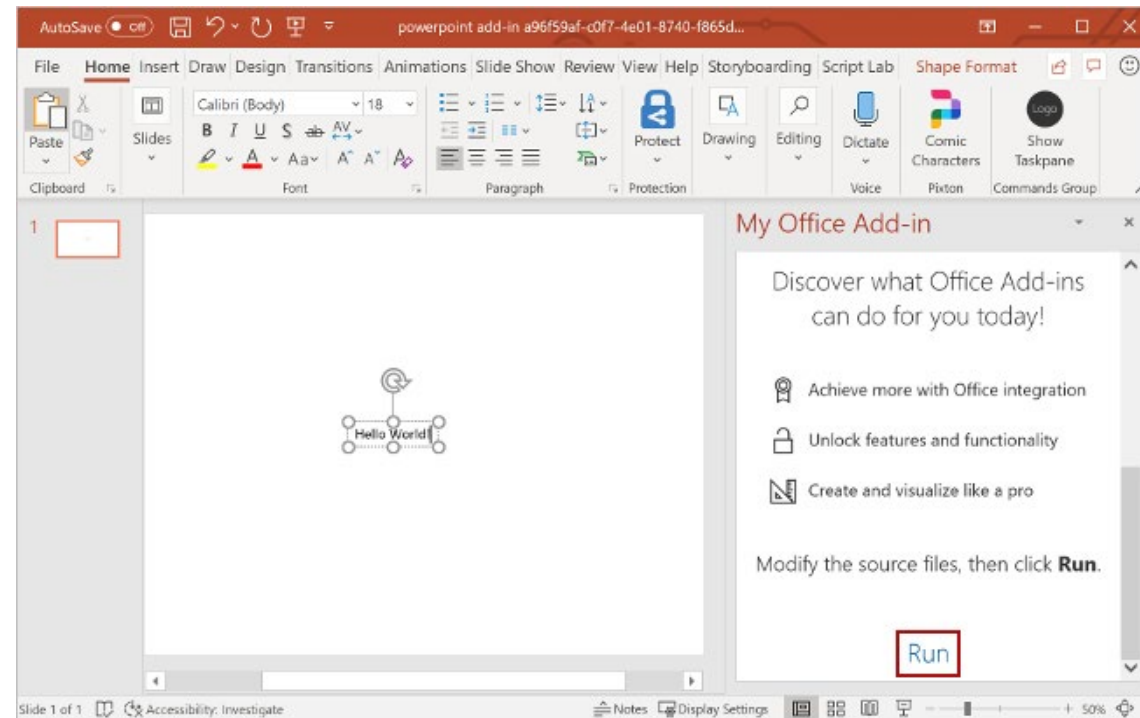 AutoSave Off powerpoint add-in a96f59af-c0f7-4e01-8740-f865d...
File Home Insert Draw Design Transitions Animations Slide Show Review View Help Storyboarding Script Lab Shape Format
Paste
Slides
Calibri (Body) 18
B I U S ab AV
A Aa A A A
Protect
Drawing
Editing
Dictate
Comic Characters
Logo
Show Taskpane
Clipboard Font Paragraph Protection Voice Pixton Commands Group
1
Hello World!
My Office Add-in
Discover what Office Add-ins
can do for you today!
Achieve more with Office integration
Unlock features and functionality
Create and visualize like a pro
Modify the source files, then click Run.
Run
Slide 1 of 1 Accessibility: Investigate Notes Display Settings 50%